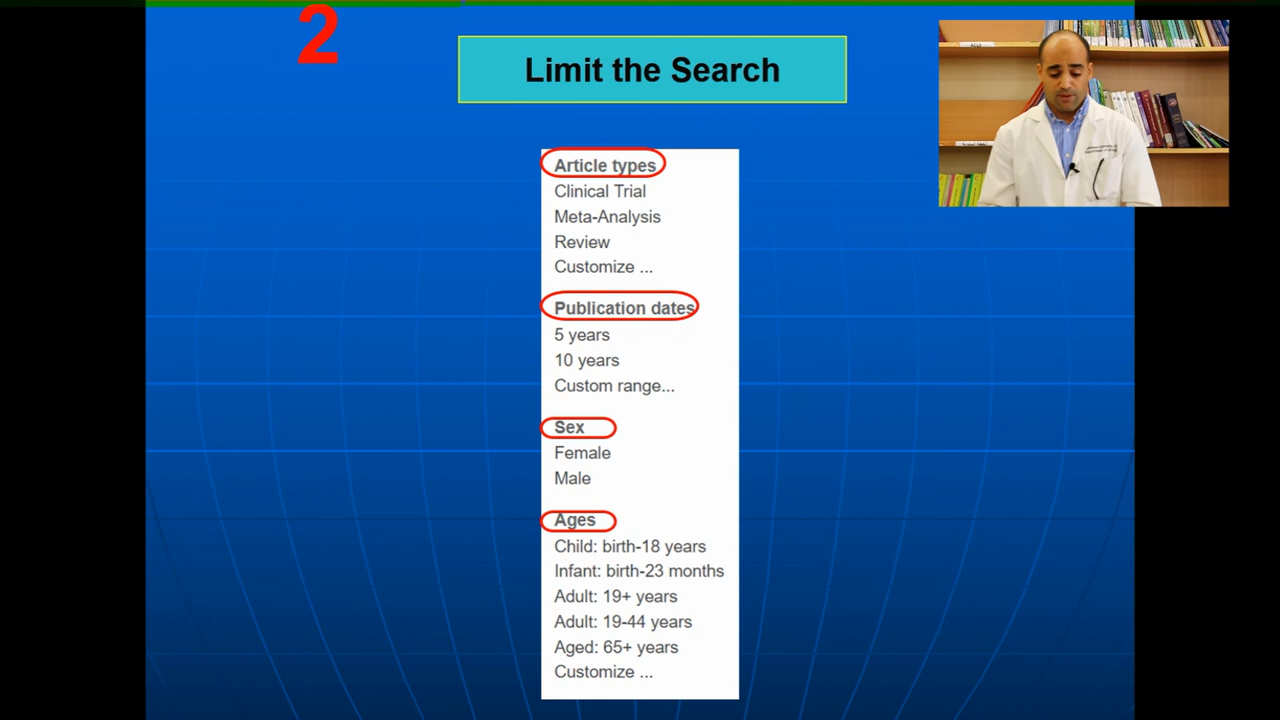 2
Limit the Search
Article types
Clinical Trial
Meta-Analysis
Review
Customize ...
Publication dates
5 years
10 years
Custom range...
Sex
Female
Male
Ages
Child: birth-18 years
Infant: birth-23 months
Adult: 19+ years
Adult: 19-44 years
Aged: 65+ years
Customize ...